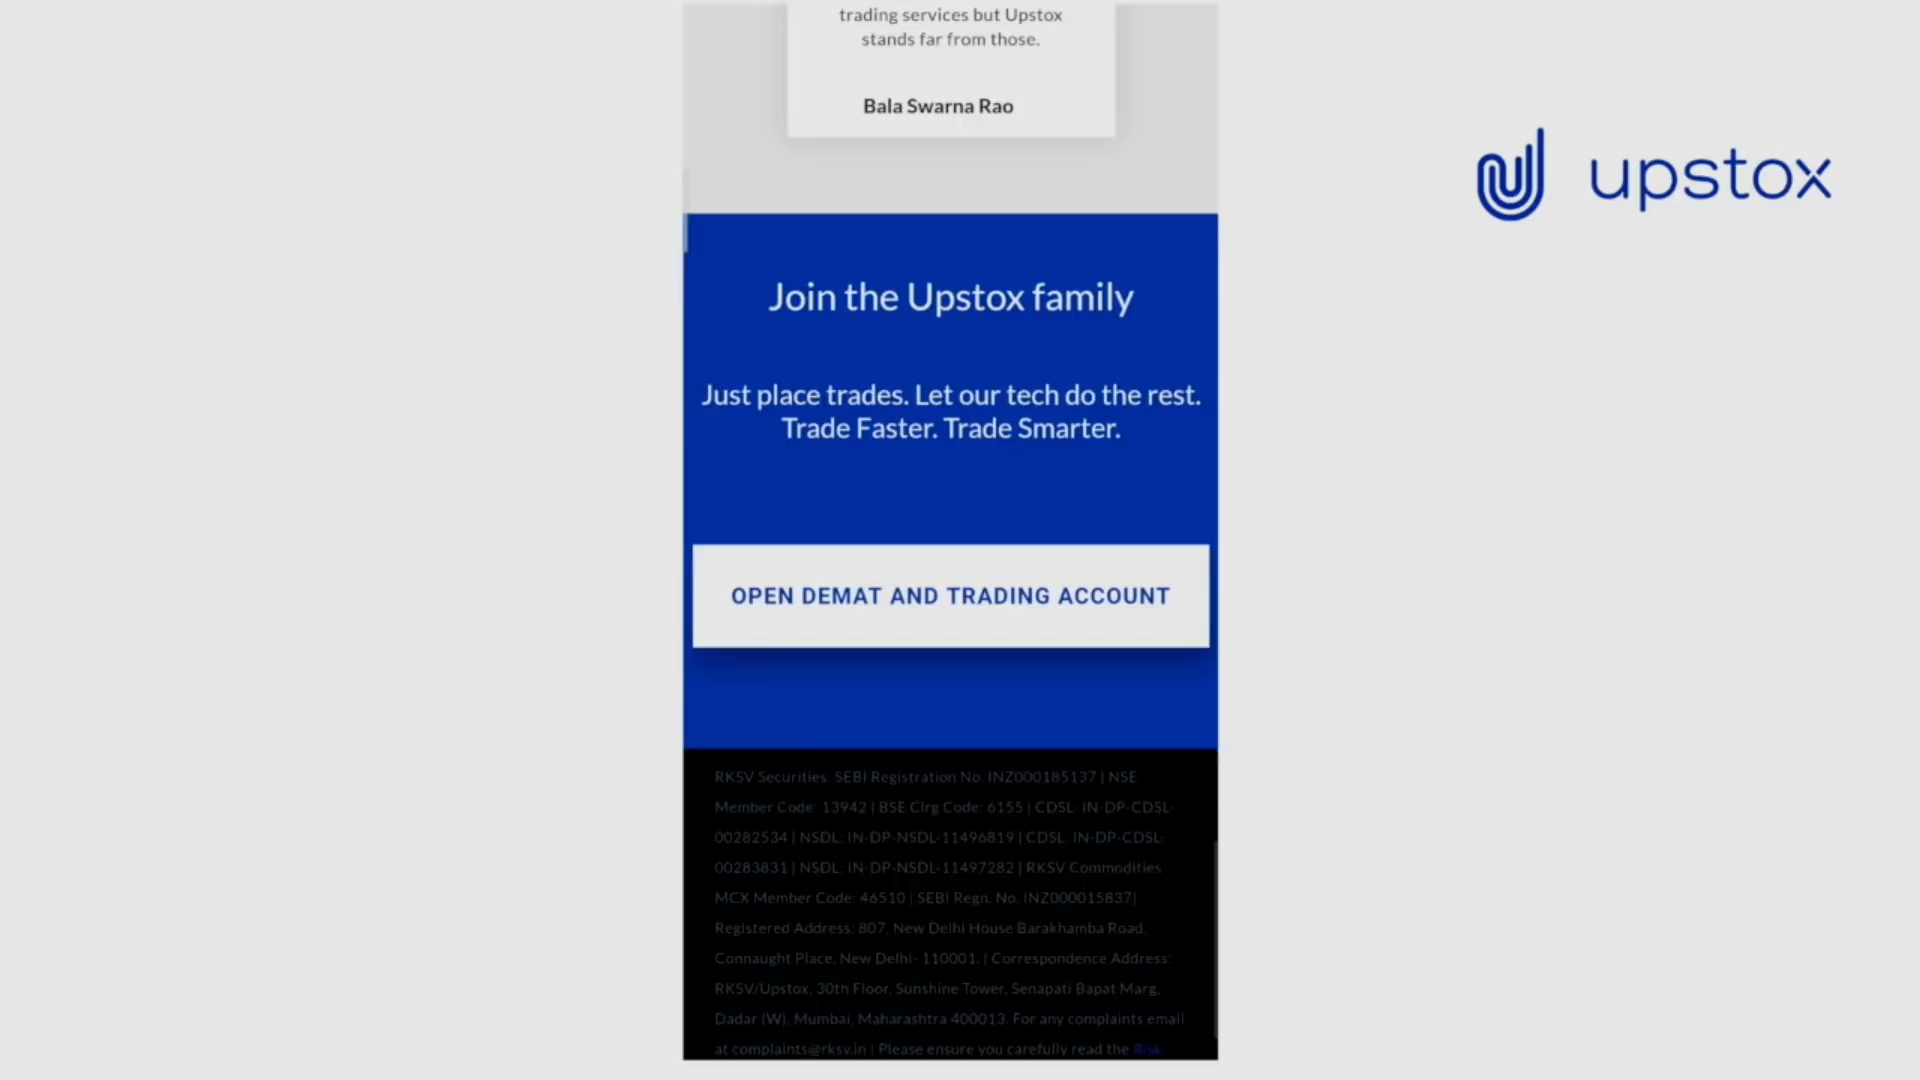 trading services but Upstox
stands far from those.
Bala Swarna Rao
upstox
Join the Upstox family
Just place trades. Let our tech do the rest.
Trade Faster. Trade Smarter.
OPEN DEMAT AND TRADING ACCOUNT
RKSV Securities: SEBI Registration No. INZ000185137 | NSE
Member Code: 13942 | BSE Clrg Code: 6155 | CDSL: IN-DP-CDSL-
00282534 | NSDL: IN-DP-NSDL-11496819 | CDSL: IN-DP-CDSL-
00283831 | NSDL: IN-DP-NSDL-11497282 | RKSV Commodities
MCX Member Code: 46510 | SEBI Regn. No. INZ000015837|
Registered Address: 807, New Delhi House Barakhamba Road,
Connaught Place, New Delhi- 110001. | Correspondence Address:
RKSV/Upstox, 30th Floor, Sunshine Tower, Senapati Bapat Marg,
Dadar (W), Mumbai, Maharashtra 400013. For any complaints email
at complaints@rksv.in | Please ensure you carefully read the Risk